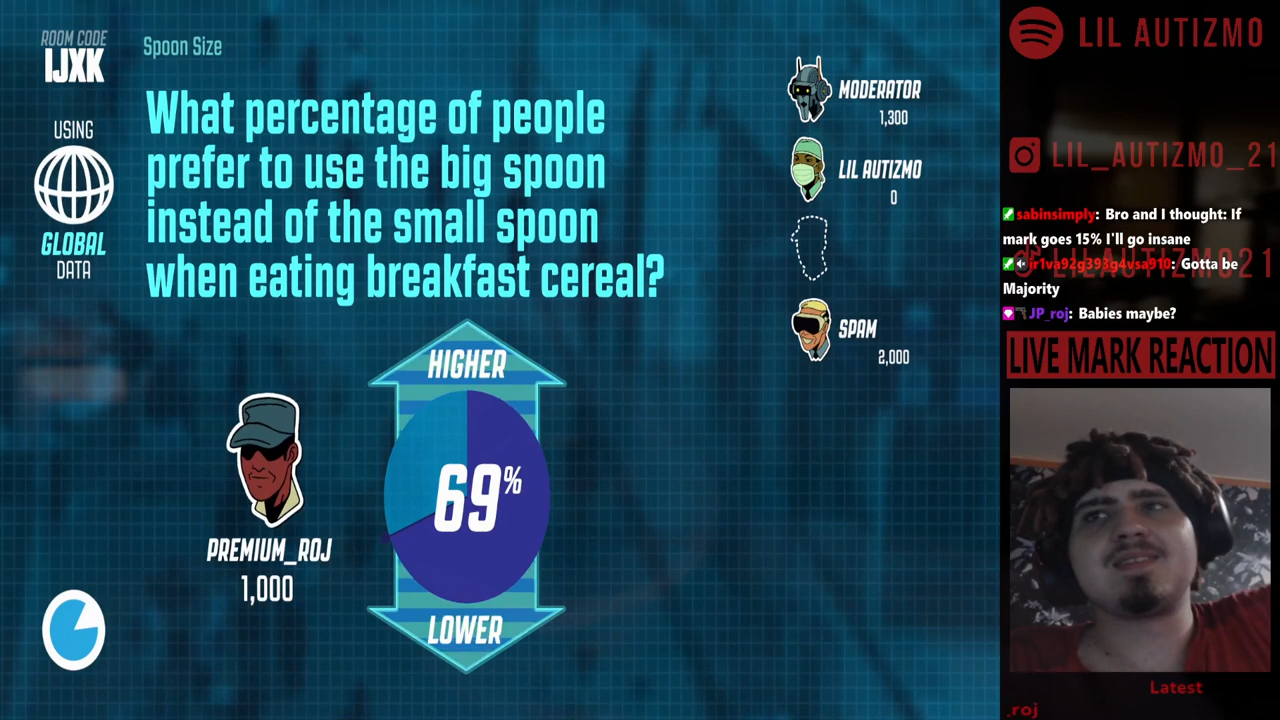 ROOM CODE
IJXK
Spoon Size
USING
GLOBAL
DATA
What percentage of people
prefer to use the big spoon
instead of the small spoon
when eating breakfast cereal?
HIGHER
69%
LOWER
PREMIUM_ROJ
1,000
MODERATOR
1,300
LIL AUTIZMO
0
SPAM
2,000
LIL AUTIZMO
LIL_AUTIZMO_21
sabinsimply: Bro and I thought: If
mark goes 15% I'll go insane
ir1va92g393g4vsa910: Gotta be
Majority
JP_roj: Babies maybe?
LIVE MARK REACTION
Latest
_roj